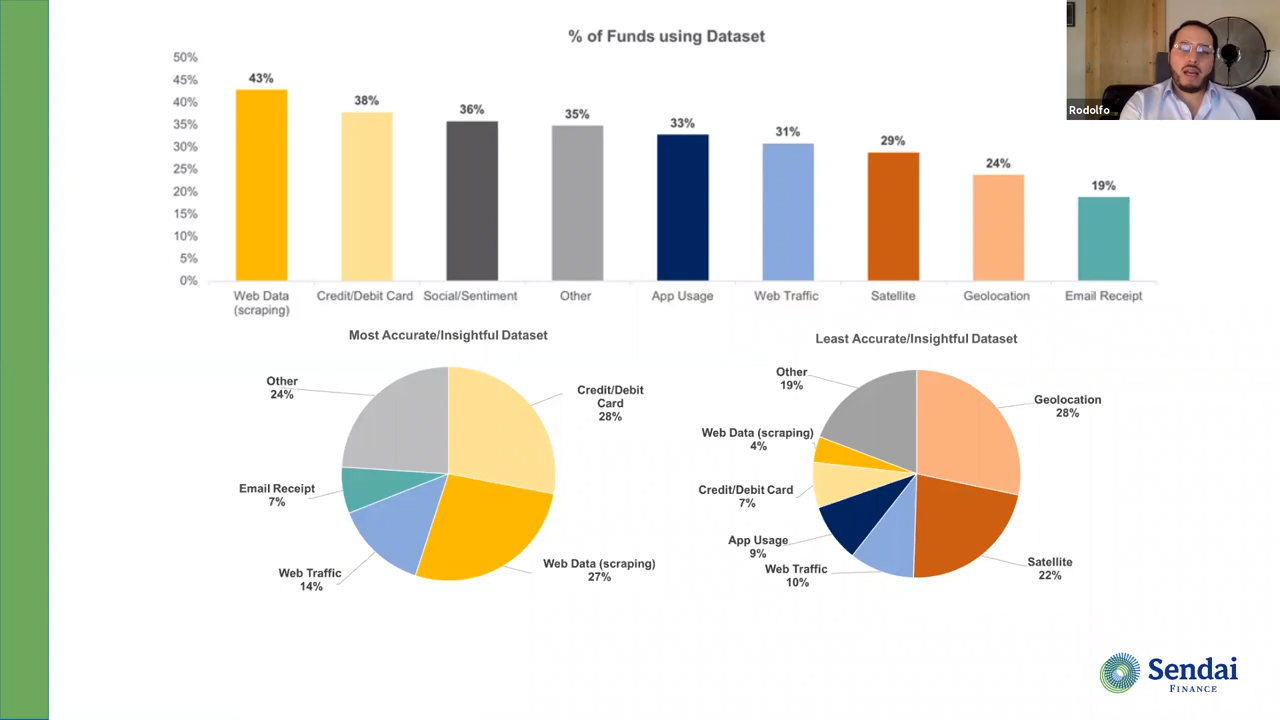 % of Funds using Dataset
Rodolfo
50%
45%
40%
35%
30%
25%
20%
15%
10%
5%
0%
43%
38%
36%
35%
33%
31%
29%
24%
19%
Web Data
(scraping)
Credit/Debit Card
Social/Sentiment
Other
App Usage
Web Traffic
Satellite
Geolocation
Email Receipt
Most Accurate/Insightful Dataset
Other
24%
Credit/Debit
Card
28%
Email Receipt
7%
Web Traffic
14%
Web Data (scraping)
27%
Least Accurate/Insightful Dataset
Other
19%
Geolocation
28%
Web Data (scraping)
4%
Credit/Debit Card
7%
App Usage
9%
Web Traffic
10%
Satellite
22%
Sendai
FINANCE